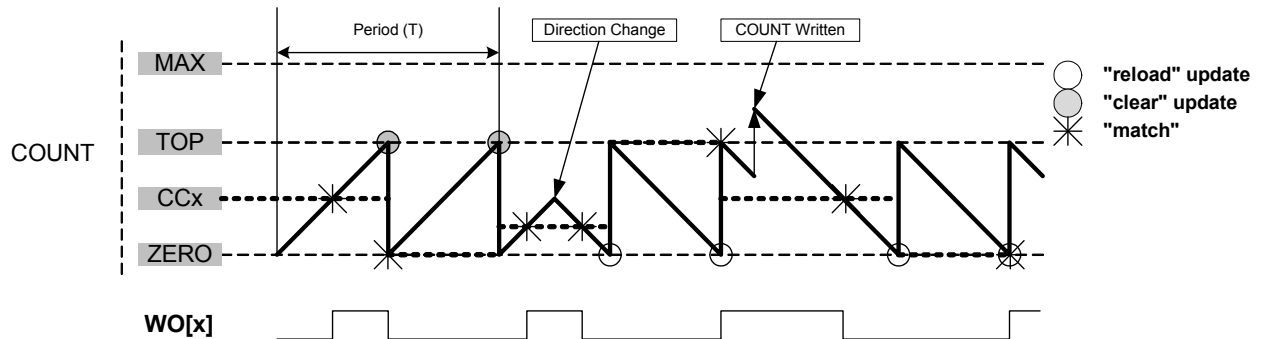 Period (T)
Direction Change
COUNT Written
MAX
"reload" update
"clear" update
"match"
TOP
COUNT
CCx
ZERO
WO[x]